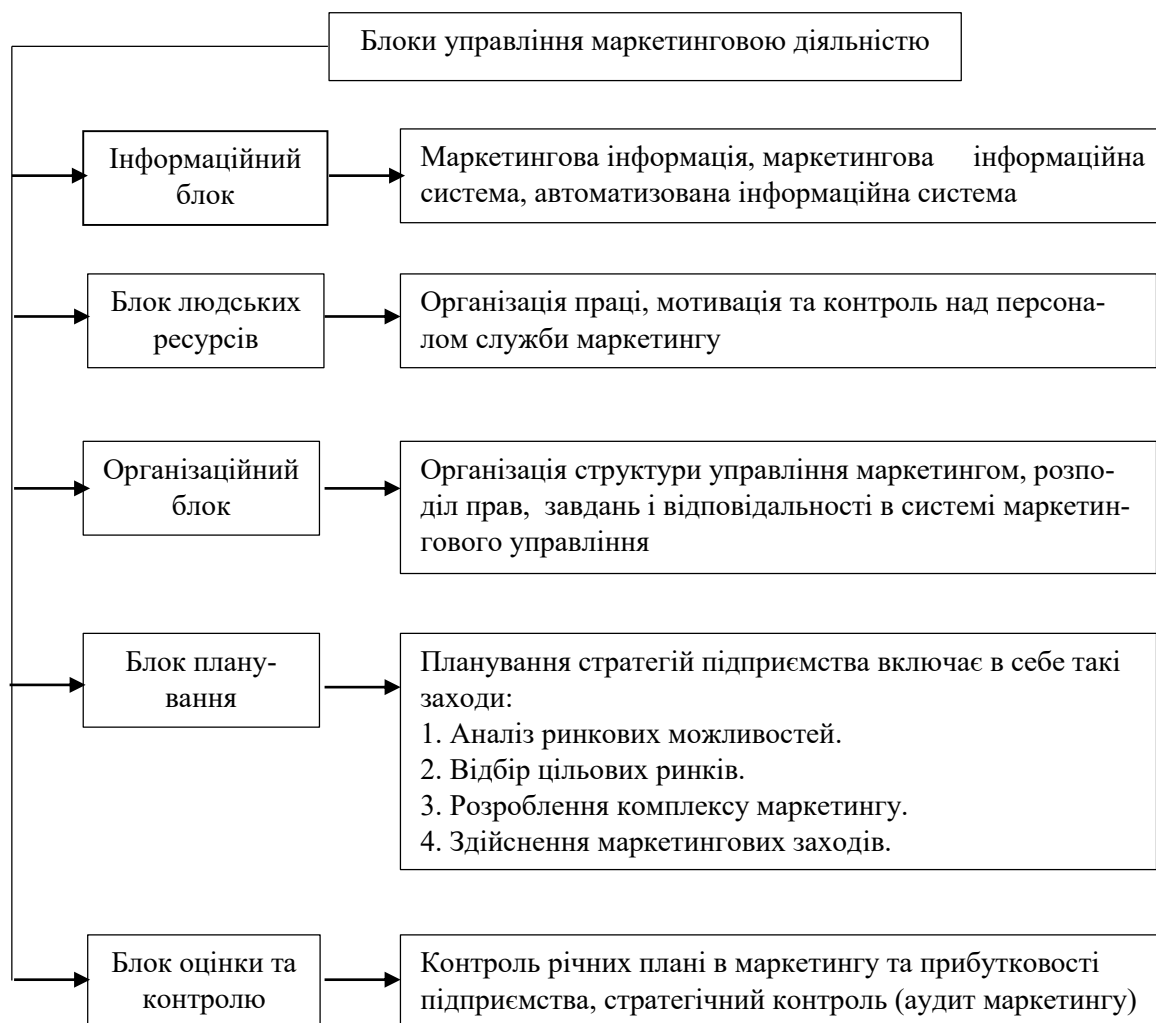 Блоки управління маркетинговою діяльністю
Інформаційний
блок
Маркетингова інформація, маркетингова інформаційна
система, автоматизована інформаційна система
Блок людських
ресурсів
Організація праці, мотивація та контроль над персона-
лом служби маркетингу
Організаційний
блок
Організація структури управління маркетингом, розпо-
діл прав, завдань і відповідальності в системі маркетин-
гового управління
Блок плану-
вання
Планування стратегій підприємства включає в себе такі
заходи:
1. Аналіз ринкових можливостей.
2. Відбір цільових ринків.
3. Розроблення комплексу маркетингу.
4. Здійснення маркетингових заходів.
Блок оцінки та
контролю
Контроль річних плані в маркетингу та прибутковості
підприємства, стратегічний контроль (аудит маркетингу)